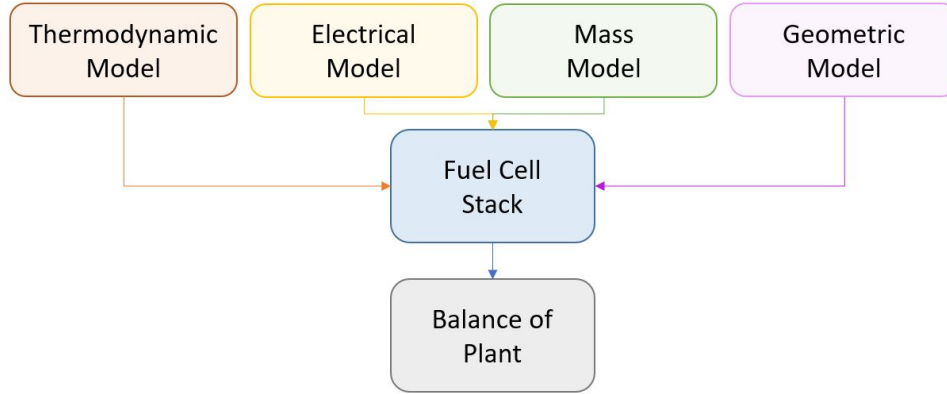 Thermodynamic
Model
Electrical
Model
Mass
Model
Geometric
Model
Fuel Cell
Stack
Balance of
Plant